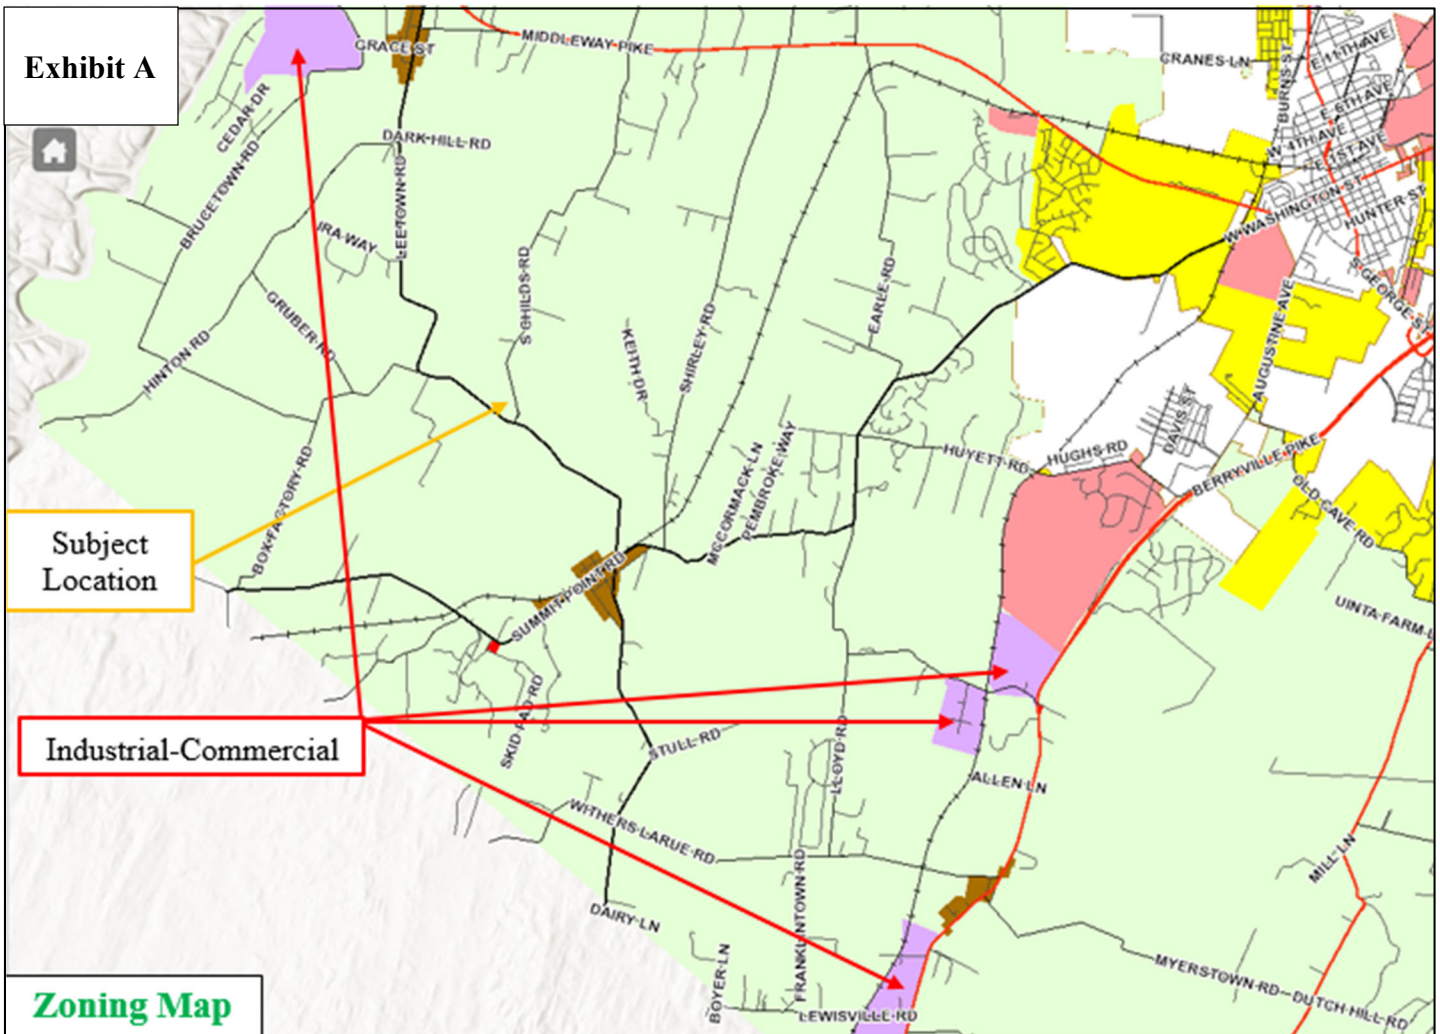 Exhibit A
GRACE ST
MIDDLEWAY PIKE
CRANES LN
BURNS ST
E 11TH AVE
E 6TH AVE
W 4TH AVE
E 1ST AVE
CEDAR DR
DARK HILL RD
BRUCETOWN RD
LEETOWN RD
IRA WAY
W WASHINGTON ST
HUNTER ST
S GEORGE ST
S CHILDS RD
EARLE RD
GRUBER RD
HINTON RD
KEITH DR
SHIRLEY RD
AUGUSTINE AVE
DAVIS ST
BERRYVILLE PIKE
HUYETT RD
HUGHS RD
OLD CAVE RD
BOX FACTORY RD
MCCORMACK LN
PEMBROKE WAY
Subject
Location
SUMMIT POINT RD
SKID PAD RD
Industrial-Commercial
STULL RD
LLOYD RD
ALLEN LN
WITHERS LARUE RD
MILL LN
DAIRY LN
FRANKLINTOWN RD
BOYER LN
LEWISVILLE RD
MYERSTOWN RD
DUTCH HILL RD
UINTA FARM L
Zoning Map